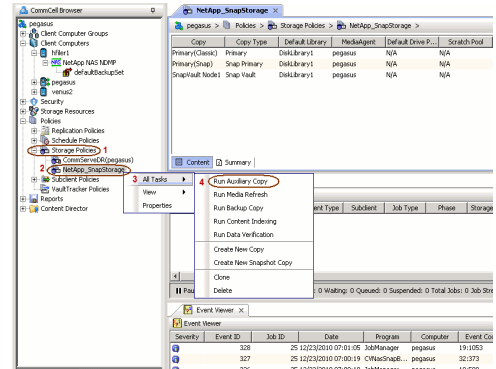 CommCell Browser
pegasus
Client Computer Groups
Client Computers
hfiler1
NetApp NAS NDMP
defaultBackupSet
pegasus
venus2
Security
Storage Resources
Policies
Replication Policies
Schedule Policies
Storage Policies 1
CommServeDR(pegasus)
2 NetApp_SnapStorage
Subclient Policies
VaultTracker Policies
Reports
Content Director
NetApp_SnapStorage
pegasus > Policies > Storage Policies > NetApp_SnapStorage >
Copy Copy Type Default Library MediaAgent Default Drive P... Scratch Pool
Primary(Classic) Primary DiskLibrary1 pegasus N/A N/A
Primary(Snap) Snap Primary DiskLibrary1 pegasus N/A N/A
SnapVault Node1 Snap Vault DiskLibrary1 pegasus N/A N/A
Content Summary
3 All Tasks
View
Properties
4 Run Auxiliary Copy
Run Media Refresh
Run Backup Copy
Run Content Indexing
Run Data Verification
Create New Copy
Create New Snapshot Copy
Clone
Delete
ent Type Subclient Job Type Phase Storage
Pau : 0 Waiting: 0 Queued: 0 Suspended: 0 Total Jobs: 0 Job Stre
Event Viewer
Event Viewer
Severity Event ID Job ID Date Program Computer Event Co
328 25 12/23/2010 07:01:05 JobManager pegasus 19:1053
327 25 12/23/2010 07:00:19 CVNasSnapB... pegasus 32:373